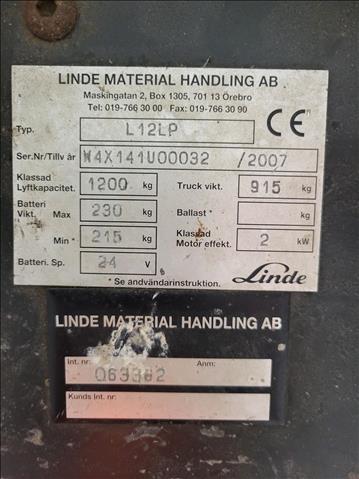 LINDE MATERIAL HANDLING AB
Maskingatan 2, Box 1305, 701 13 Örebro
Tel: 019-766 30 00 Fax: 019-766 30 90
CE
Typ. L12LP
Ser.Nr/Tillv år W4X141U00032 /2007
Klassad Lyftkapacitet. 1200 kg Truck vikt. 915 kg
Batteri Vikt. Max 230 kg Ballast * kg
Min * 215 kg Klassad Motor effekt. 2 kW
Batteri. Sp. 24 V
* Se användarinstruktion.
Linde
LINDE MATERIAL HANDLING AB
Int. nr: Anm:
063382
Kunds int. nr: